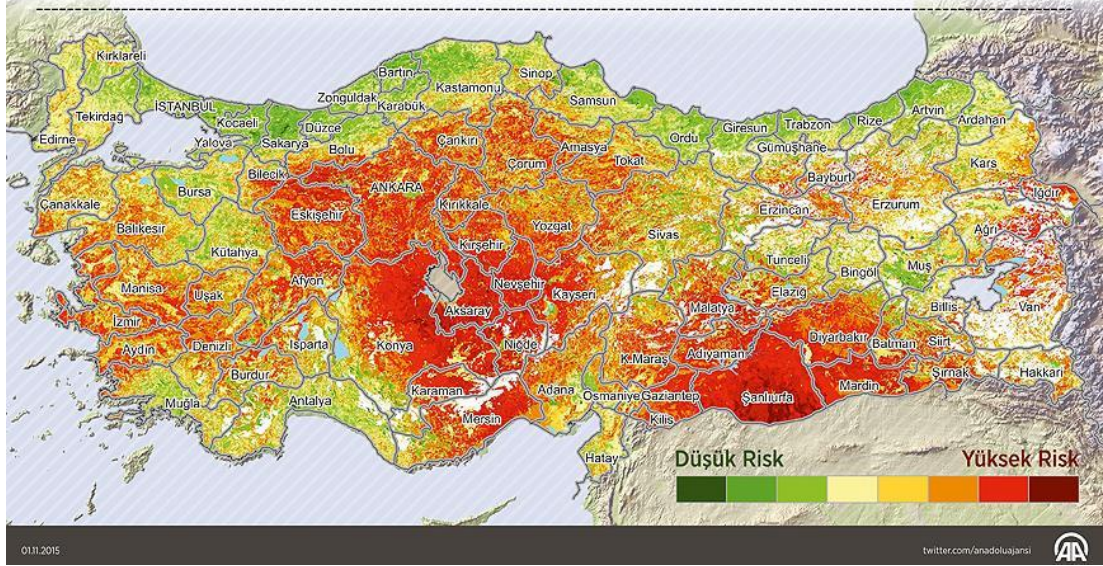 Kırklareli
Edirne
Tekirdağ
İSTANBUL
Kocaeli
Yalova
Sakarya
Düzce
Zonguldak
Bartın
Karabük
Kastamonu
Sinop
Samsun
Ordu
Giresun
Trabzon
Rize
Artvin
Ardahan
Bolu
Çankırı
Çorum
Amasya
Tokat
Gümüşhane
Bayburt
Kars
Iğdır
Çanakkale
Balıkesir
Bursa
Bilecik
Eskişehir
ANKARA
Kırıkkale
Yozgat
Sivas
Erzincan
Erzurum
Ağrı
Kütahya
Kırşehir
Nevşehir
Kayseri
Tunceli
Bingöl
Muş
Elazığ
Bitlis
Van
Manisa
Uşak
Afyon
Aksaray
Malatya
İzmir
Aydın
Denizli
Isparta
Konya
Niğde
K.Maraş
Adıyaman
Diyarbakır
Batman
Siirt
Şırnak
Hakkari
Burdur
Muğla
Antalya
Karaman
Mersin
Adana
Osmaniye
Gaziantep
Kilis
Şanlıurfa
Mardin
Hatay
Düşük Risk
Yüksek Risk
01.11.2015
twitter.com/anadoluajansi
AA